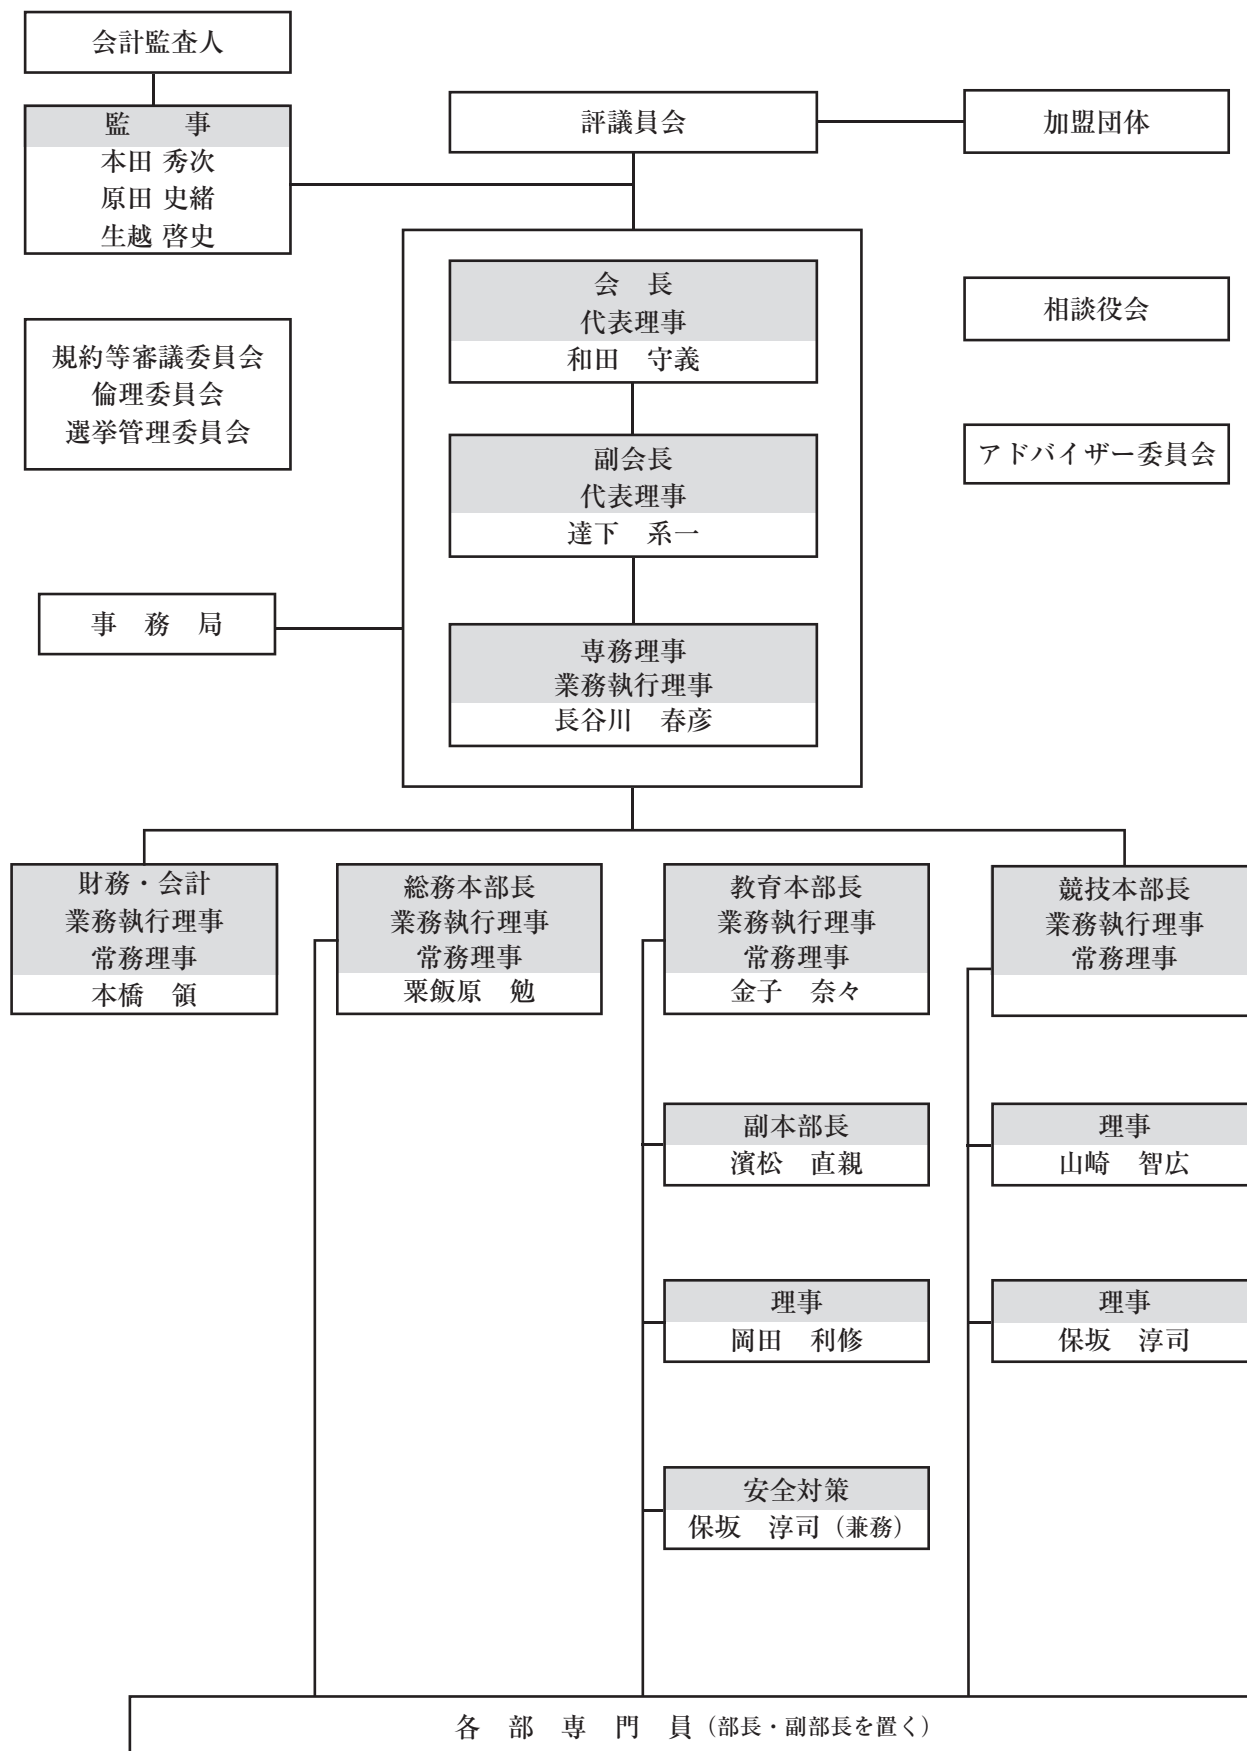 会計監査人
監　　事
本田 秀次
原田 史緒
生越 啓史
評議員会
加盟団体
会　長
代表理事
和田　守義
相談役会
規約等審議委員会
倫理委員会
選挙管理委員会
アドバイザー委員会
副会長
代表理事
達下　系一
事　務　局
専務理事
業務執行理事
長谷川　春彦
財務・会計
業務執行理事
常務理事
本橋　領
総務本部長
業務執行理事
常務理事
粟飯原　勉
教育本部長
業務執行理事
常務理事
金子　奈々
競技本部長
業務執行理事
常務理事
副本部長
濱松　直親
理事
山崎　智広
理事
岡田　利修
理事
保坂　淳司
安全対策
保坂　淳司（兼務）
各　部　専　門　員（部長・副部長を置く）